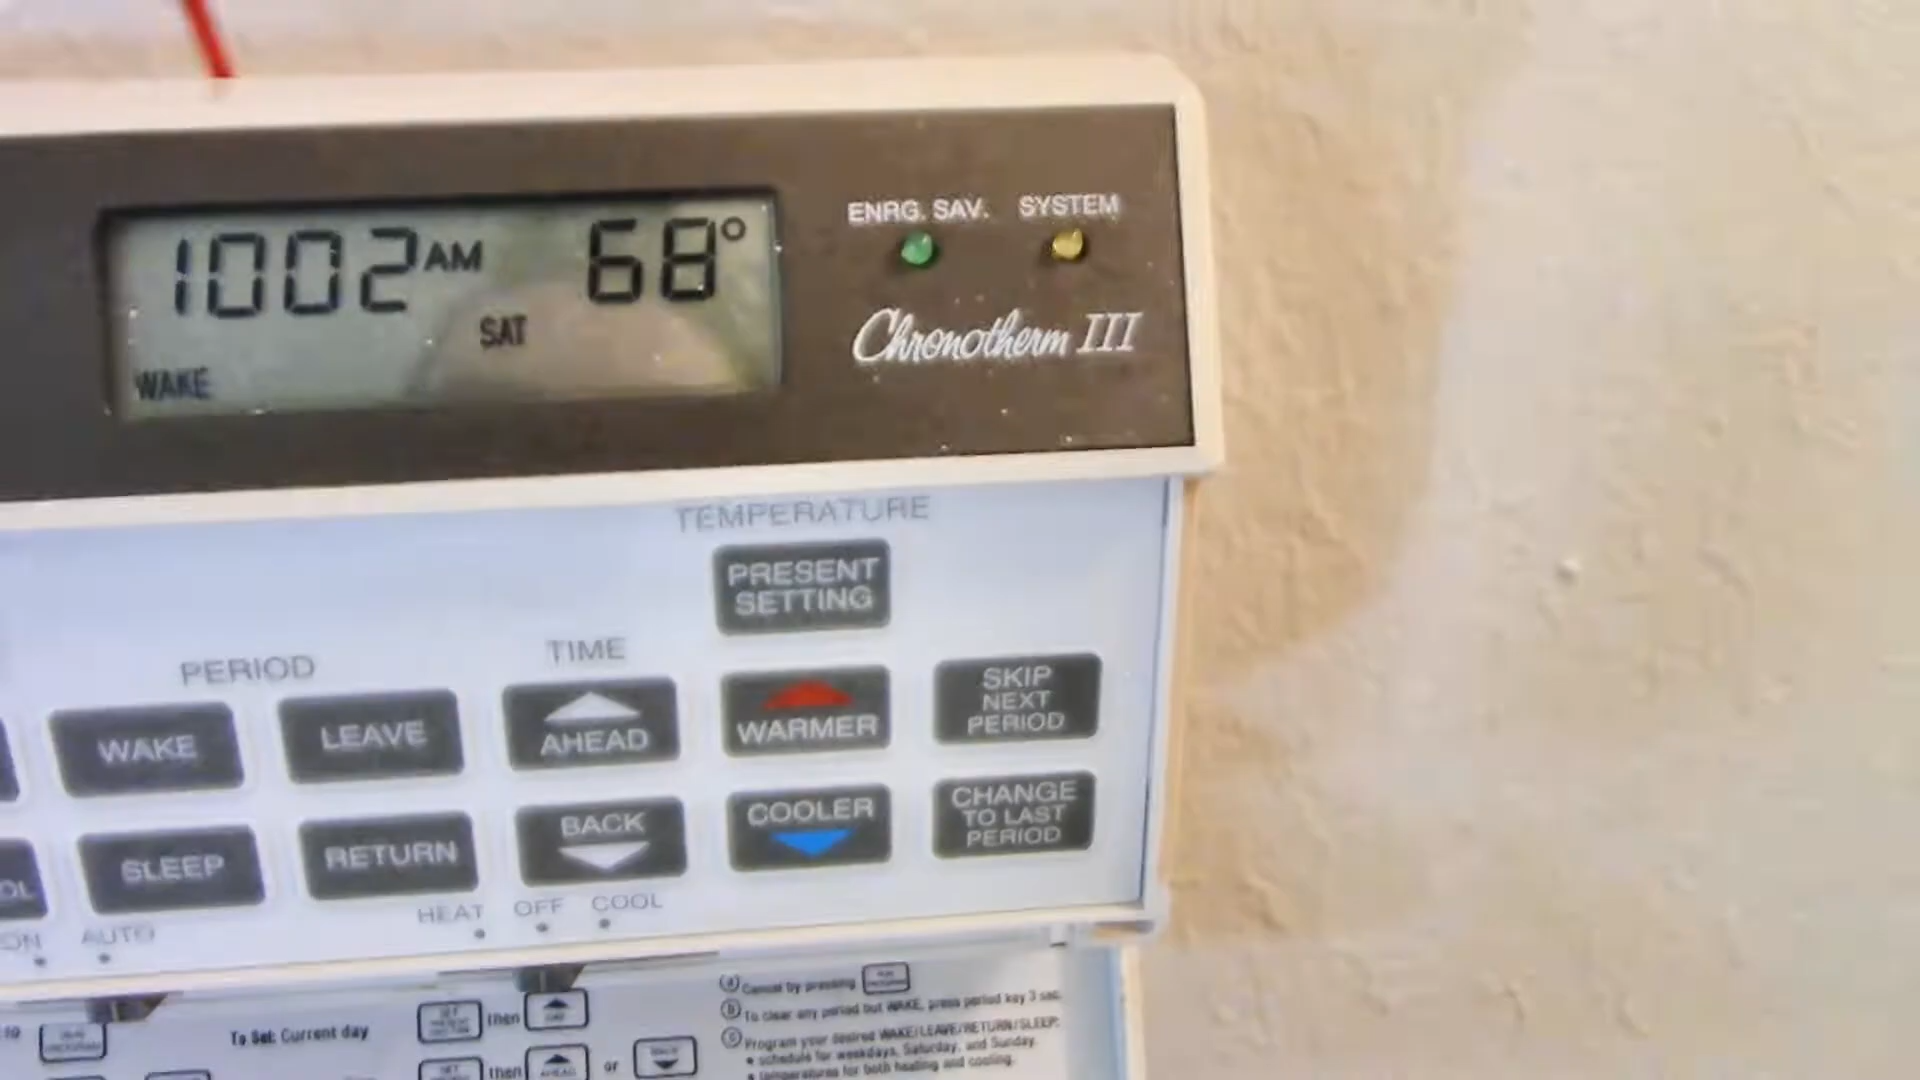 1002 AM 68°
SAT
WAKE
ENRG. SAV. SYSTEM
Chronotherm III
TEMPERATURE
PRESENT
SETTING
PERIOD
TIME
WAKE
LEAVE
AHEAD
WARMER
SKIP
NEXT
PERIOD
OL
SLEEP
RETURN
BACK
COOLER
CHANGE
TO LAST
PERIOD
ON AUTO
HEAT OFF COOL
To Set: Current day
then
then
or
a Cancel by pressing
b To clear any period but WAKE, press period key 3 sec.
c Program your desired WAKE/LEAVE/RETURN/SLEEP:
• schedule for weekdays, Saturday, and Sunday.
• temperatures for both heating and cooling.